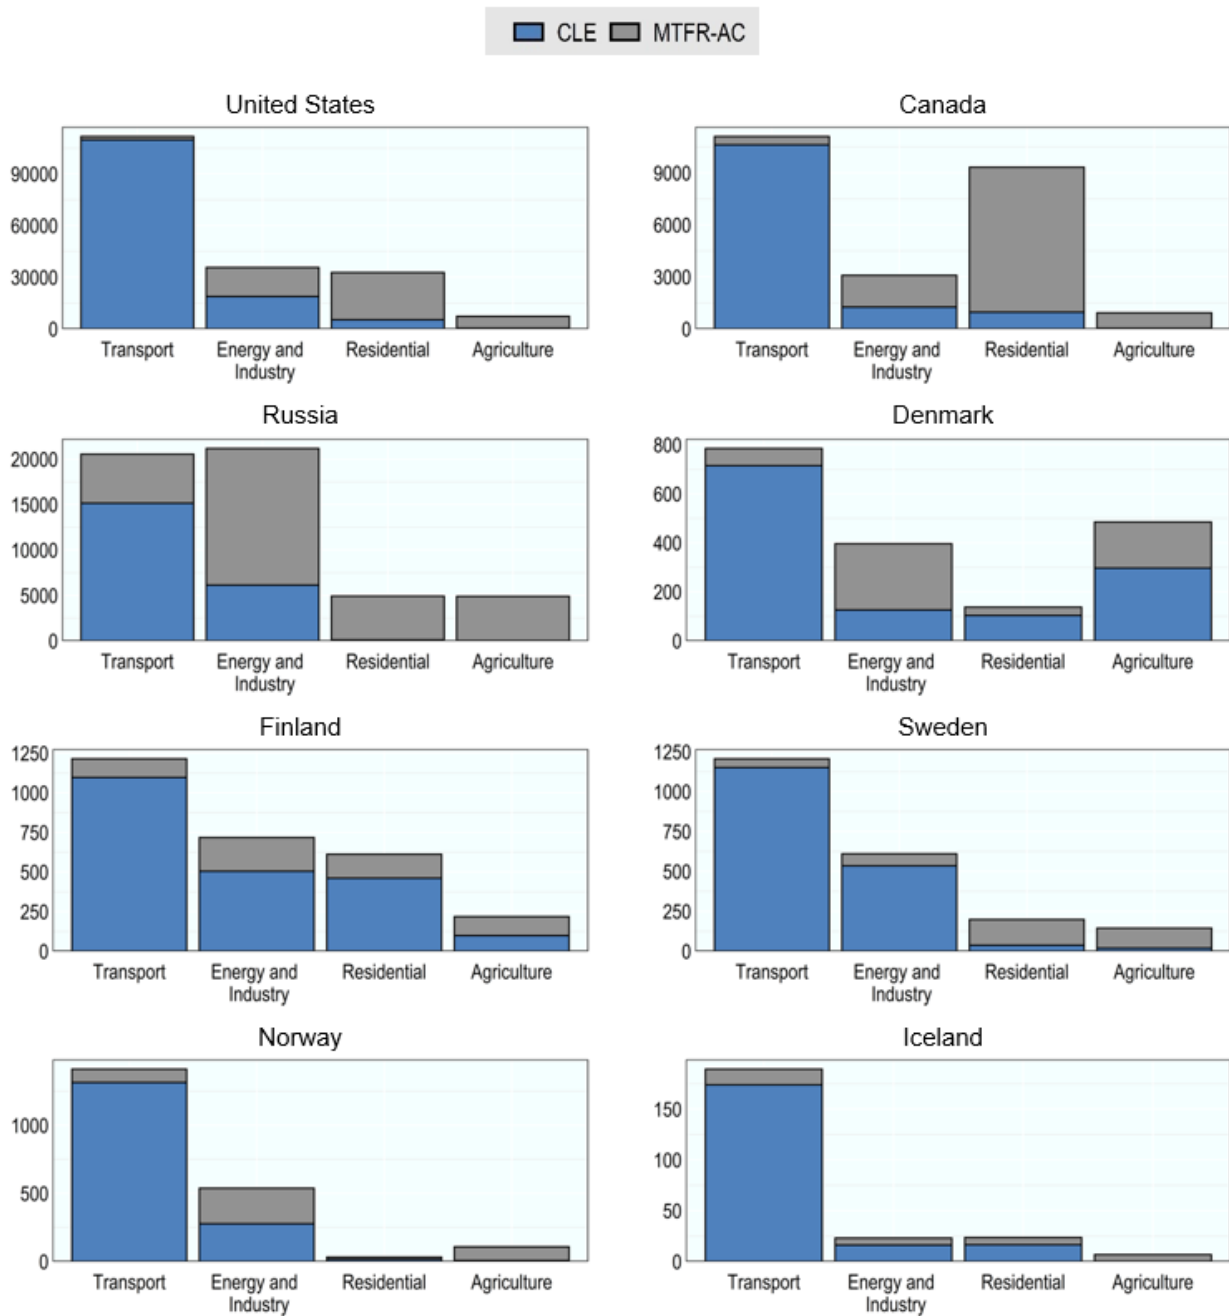 CLE MTFR-AC
United States
90000
60000
30000
0
Transport Energy and Residential Agriculture
Industry
Canada
9000
6000
3000
0
Transport Energy and Residential Agriculture
Industry
Russia
20000
15000
10000
5000
0
Transport Energy and Residential Agriculture
Industry
Denmark
800
600
400
200
0
Transport Energy and Residential Agriculture
Industry
Finland
1250
1000
750
500
250
0
Transport Energy and Residential Agriculture
Industry
Sweden
1250
1000
750
500
250
0
Transport Energy and Residential Agriculture
Industry
Norway
1000
500
0
Transport Energy and Residential Agriculture
Industry
Iceland
150
100
50
0
Transport Energy and Residential Agriculture
Industry